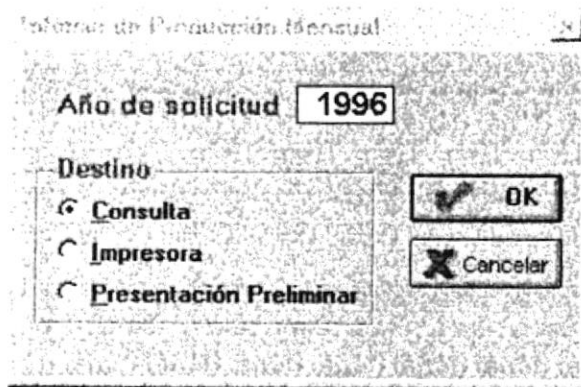 Informe de Producción Mensual
Año de solicitud 1996
Destino
Consulta
OK
Impresora
Cancelar
Presentación Preliminar